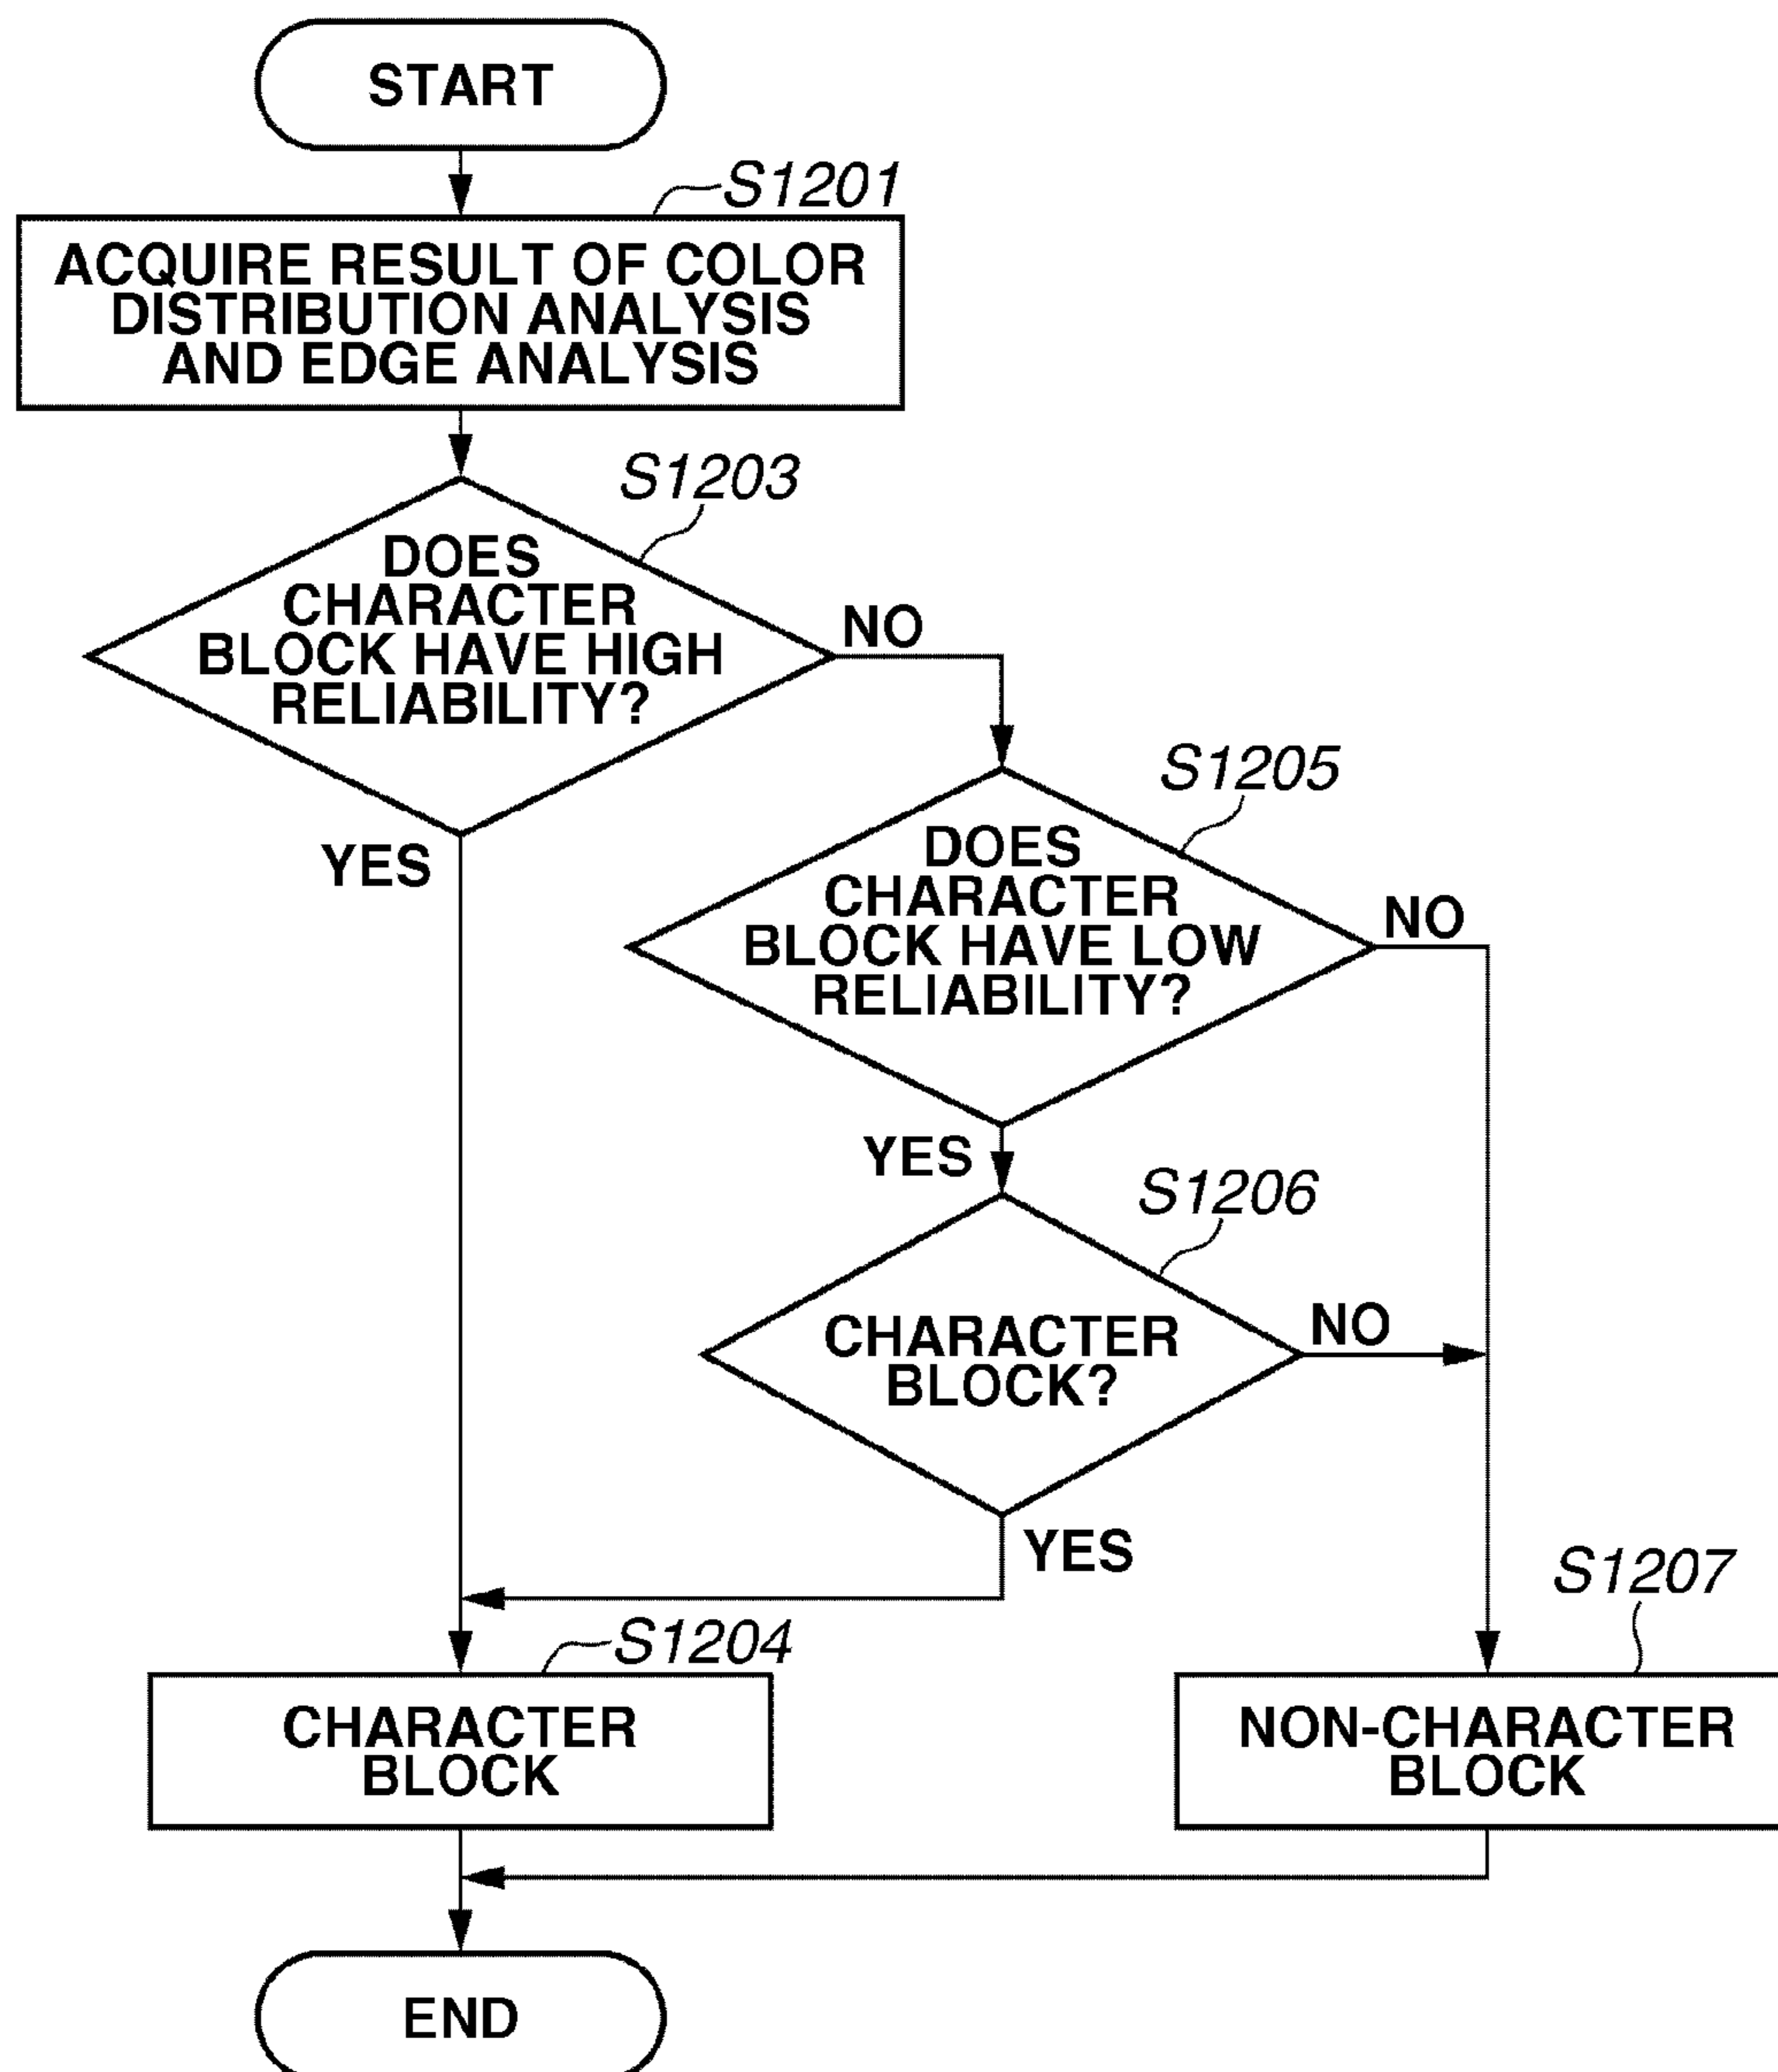 START
S1201
ACQUIRE RESULT OF COLOR
DISTRIBUTION ANALYSIS
AND EDGE ANALYSIS
S1203
DOES
CHARACTER
BLOCK HAVE HIGH
RELIABILITY?
NO
YES
S1205
DOES
CHARACTER
BLOCK HAVE LOW
RELIABILITY?
NO
YES
S1206
CHARACTER
BLOCK?
NO
YES
S1204
CHARACTER
BLOCK
S1207
NON-CHARACTER
BLOCK
END